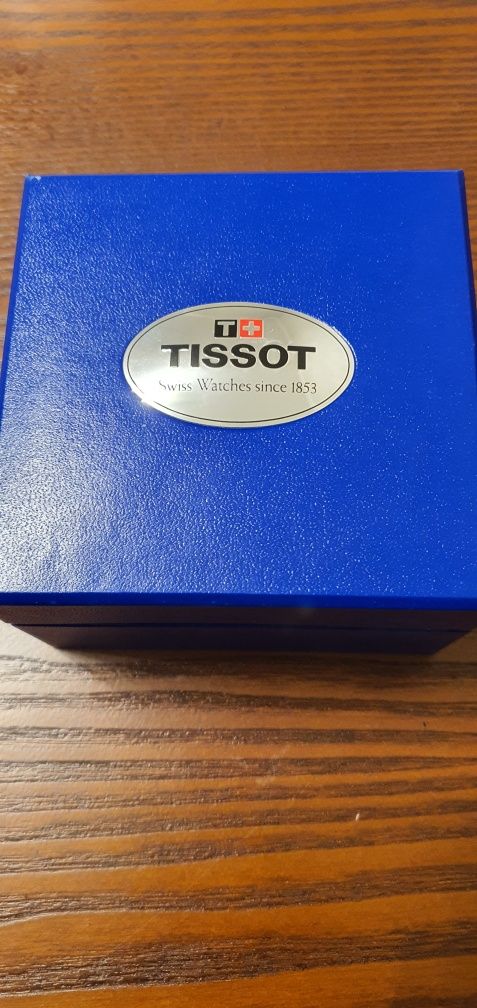 T+
TISSOT
Swiss Watches since 1853